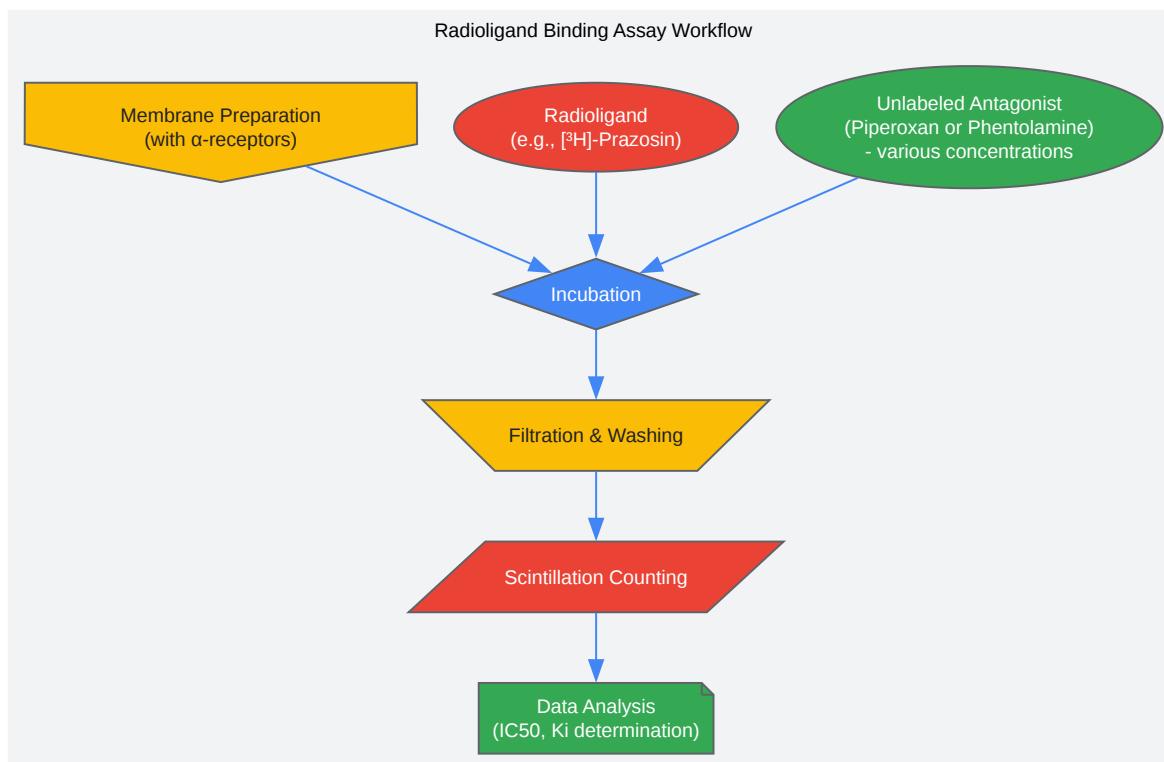 Radioligand Binding Assay Workflow
Membrane Preparation
(with α-receptors)
Radioligand
(e.g., [³H]-Prazosin)
Unlabeled Antagonist
(Piperoxan or Phentolamine)
- various concentrations
Incubation
Filtration & Washing
Scintillation Counting
Data Analysis
(IC50, Ki determination)